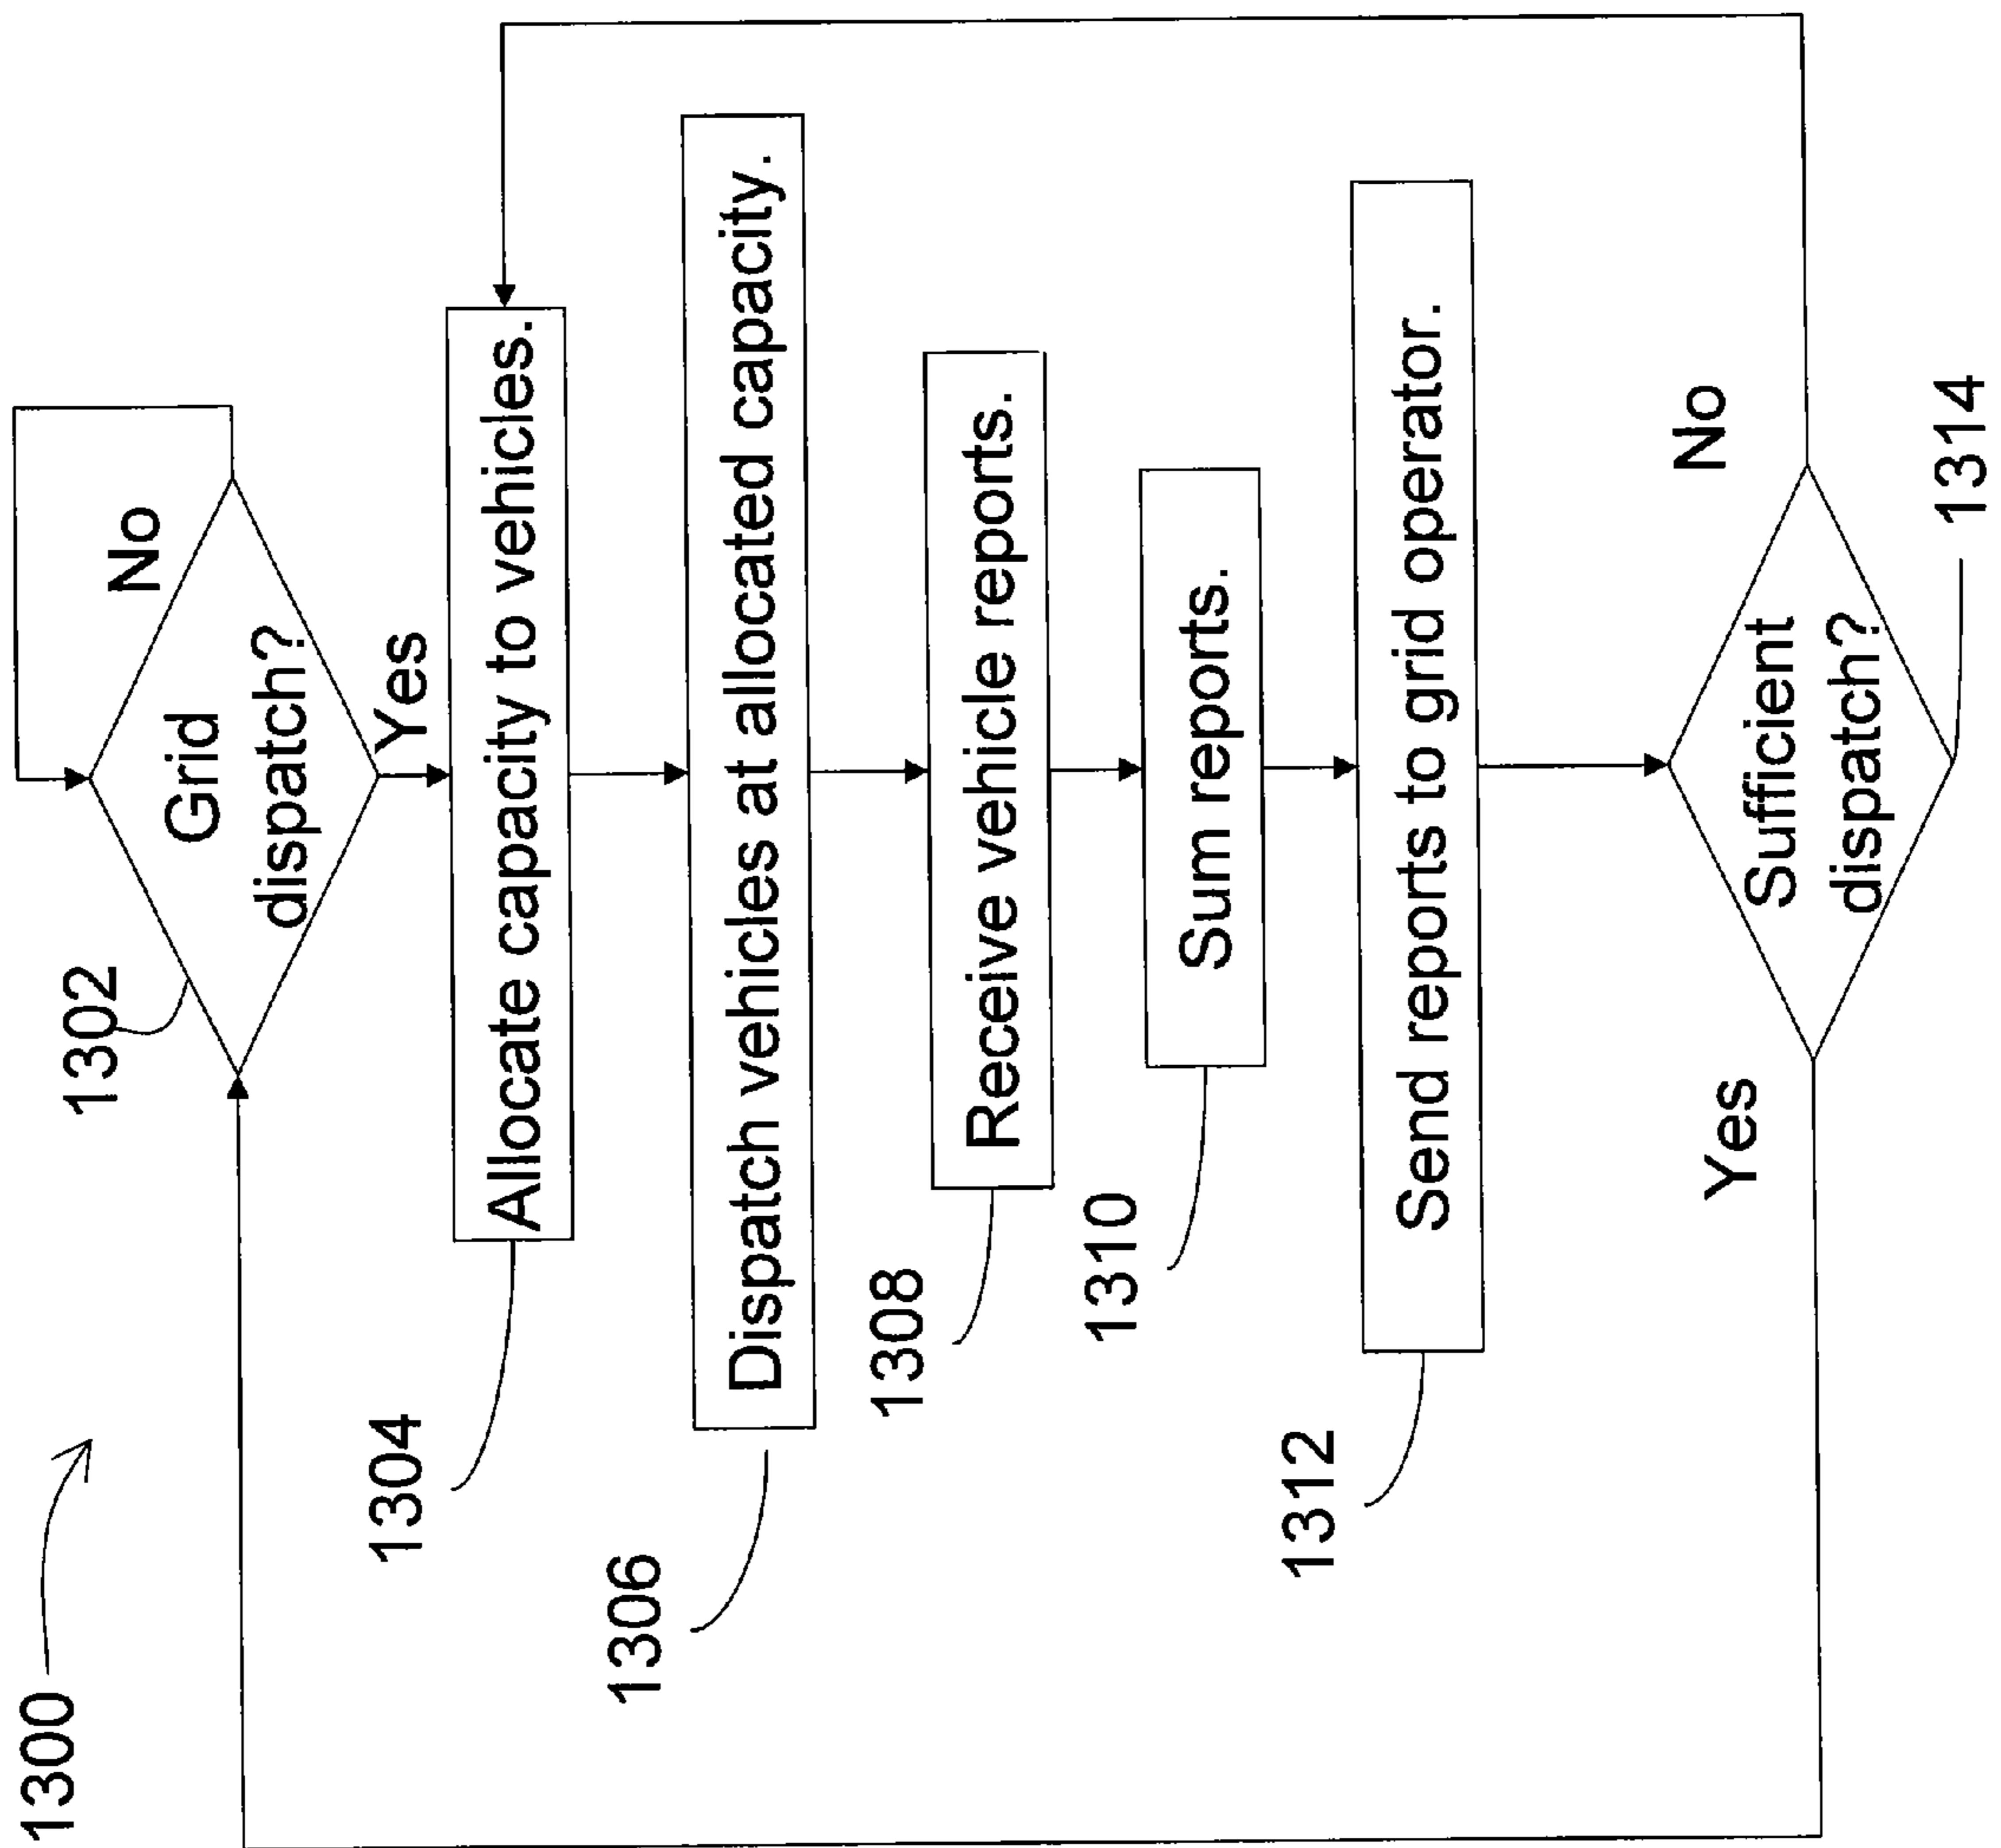 1300
1302
Grid
dispatch?
No
Yes
1304
Allocate capacity to vehicles.
1306
Dispatch vehicles at allocated capacity.
1308
Receive vehicle reports.
1310
Sum reports.
1312
Send reports to grid operator.
Yes
Sufficient
dispatch?
No
1314